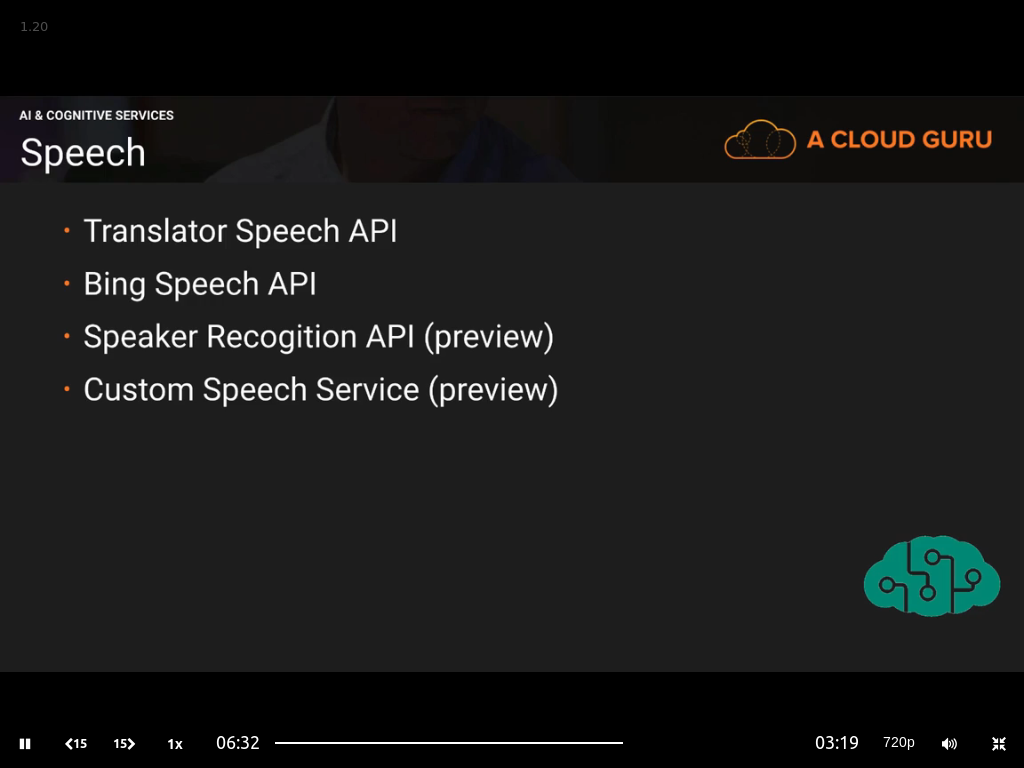 1.20
AI & COGNITIVE SERVICES
Speech
A CLOUD GURU
• Translator Speech API
• Bing Speech API
• Speaker Recogition API (preview)
• Custom Speech Service (preview)
15 15 1x 06:32 03:19 720p